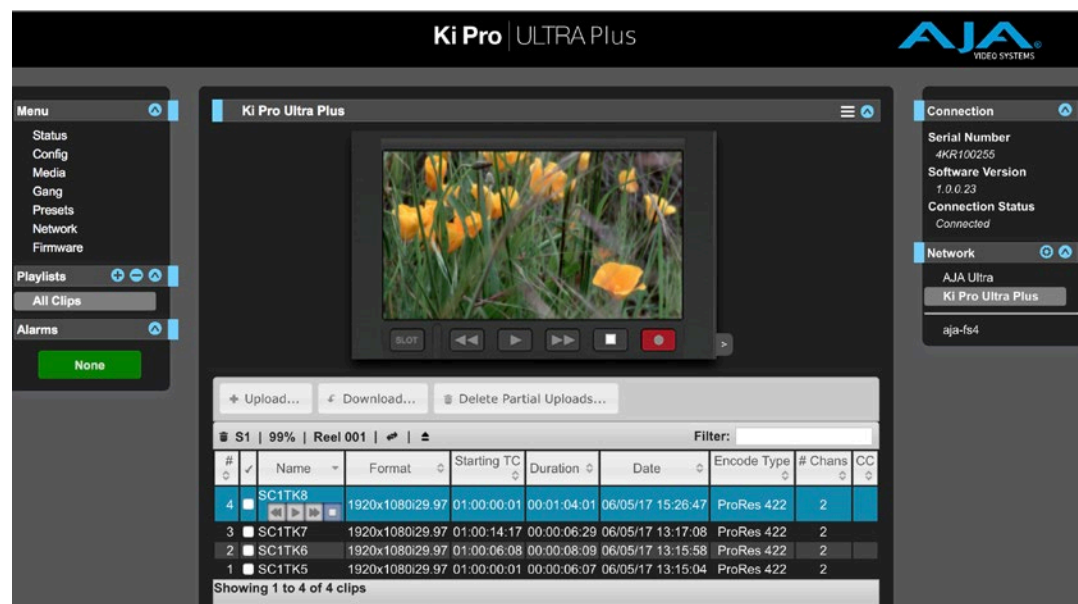 Ki Pro ULTRA Plus
AJA
VIDEO SYSTEMS
Menu
Status
Config
Media
Gang
Presets
Network
Firmware
Playlists
All Clips
Alarms
None
Ki Pro Ultra Plus
SLOT
>
+ Upload...
Download...
Delete Partial Uploads...
S1 | 99% | Reel 001 | |
Filter:
# ✓ Name Format Starting TC Duration Date Encode Type # Chans CC
4 SC1TK8 1920x1080i29.97 01:00:00:01 00:01:04:01 06/05/17 15:26:47 ProRes 422 2
3 SC1TK7 1920x1080i29.97 01:00:14:17 00:00:06:29 06/05/17 13:17:08 ProRes 422 2
2 SC1TK6 1920x1080i29.97 01:00:06:08 00:00:08:09 06/05/17 13:15:58 ProRes 422 2
1 SC1TK5 1920x1080i29.97 01:00:00:01 00:00:06:07 06/05/17 13:15:04 ProRes 422 2
Showing 1 to 4 of 4 clips
Connection
Serial Number
4KR100255
Software Version
1.0.0.23
Connection Status
Connected
Network
AJA Ultra
Ki Pro Ultra Plus
aja-fs4